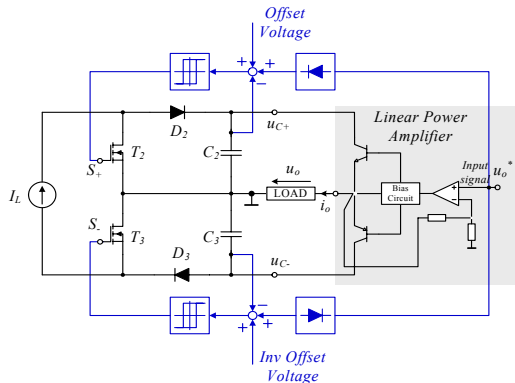 Offset
Voltage
+
+
+
−
Linear Power
Amplifier
D2
uC+
S+
T2
C2
uo
LOAD
io
Bias
Circuit
Input
signal
uo*
+
−
IL
S-
T3
C3
D3
uC-
−
+
+
+
Inv Offset
Voltage